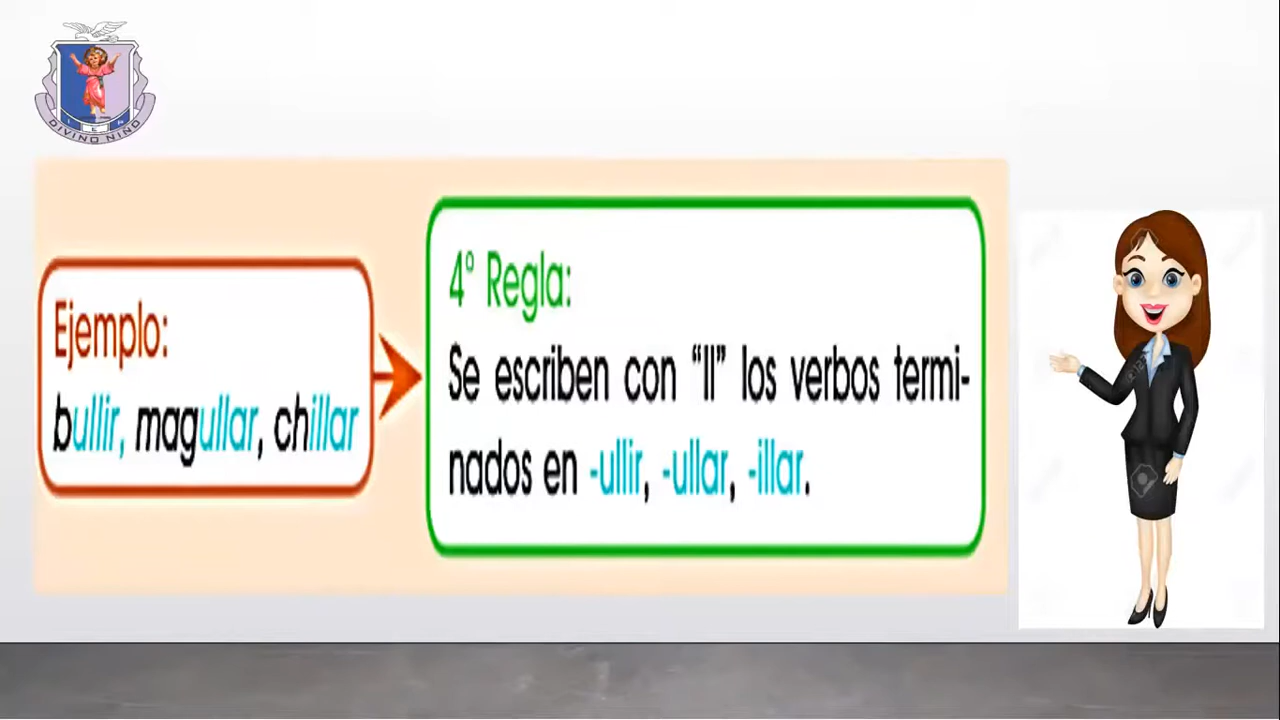 I E N
DIVINO NIÑO
Ejemplo:
bullir, magullar, chillar
4° Regla:
Se escriben con “ll” los verbos termi-
nados en -ullir, -ullar, -illar.